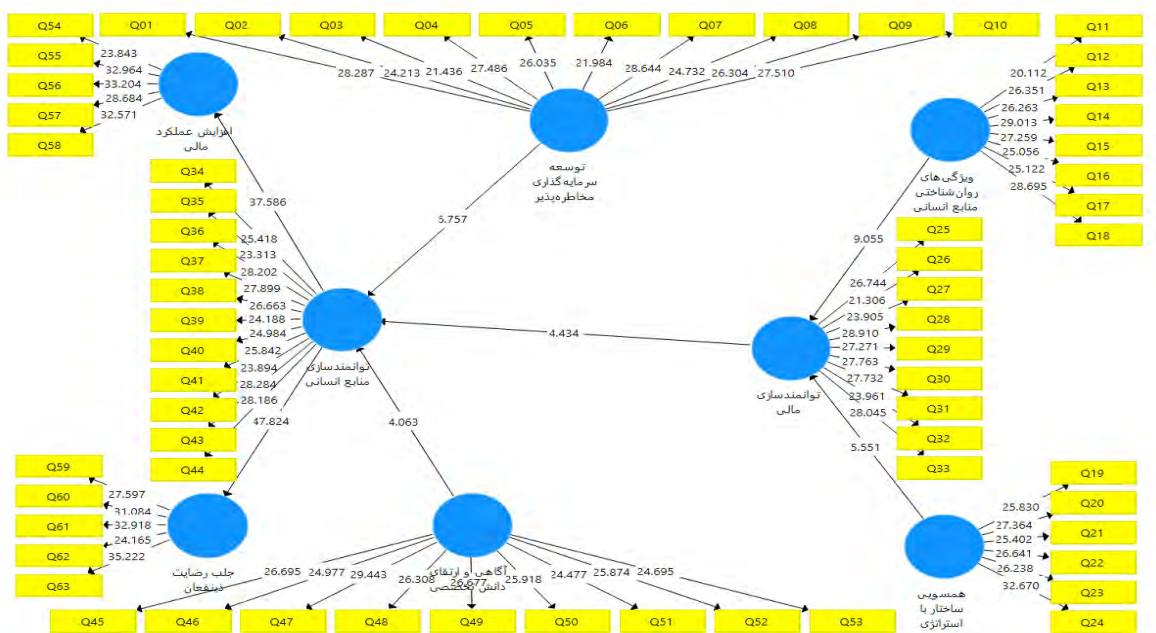 Q54
Q01
Q02
Q03
Q04
Q05
Q06
Q07
Q08
Q09
Q10
Q11
Q55
Q56
Q57
Q58
23.843
32.964
33.204
28.684
32.571
28.287
24.213
21.436
27.486
26.035
21.984
28.644
24.732
26.304
27.510
Q12
Q13
Q14
Q15
Q16
Q17
Q18
20.112
26.351
26.263
29.013
27.259
25.056
25.122
28.695
افزایش عملکرد
مالی
توسعه
سرمایه‌گذاری
مخاطره‌پذیر
ویژگی‌های
روان‌شناختی
منابع انسانی
37.586
5.757
9.055
Q34
Q35
Q36
Q37
Q38
Q39
Q40
Q41
Q42
Q43
Q44
25.418
23.313
28.202
27.899
26.663
24.188
24.984
25.842
23.894
28.284
28.186
توانمندسازی
منابع انسانی
4.434
Q25
Q26
Q27
Q28
Q29
Q30
Q31
Q32
Q33
26.744
21.306
23.905
28.910
27.271
27.763
27.732
23.961
28.045
توانمندسازی
مالی
47.824
4.063
5.551
Q59
Q60
Q61
Q62
Q63
27.597
31.084
32.918
24.165
35.222
جلب رضایت
ذینفعان
آگاهی و ارتقای
دانش تخصصی
26.695
24.977
29.443
26.308
26.677
25.918
24.477
25.874
24.695
Q45
Q46
Q47
Q48
Q49
Q50
Q51
Q52
Q53
Q19
Q20
Q21
Q22
Q23
Q24
25.830
27.364
25.402
26.641
26.238
32.670
همسویی
ساختار با
استراتژی